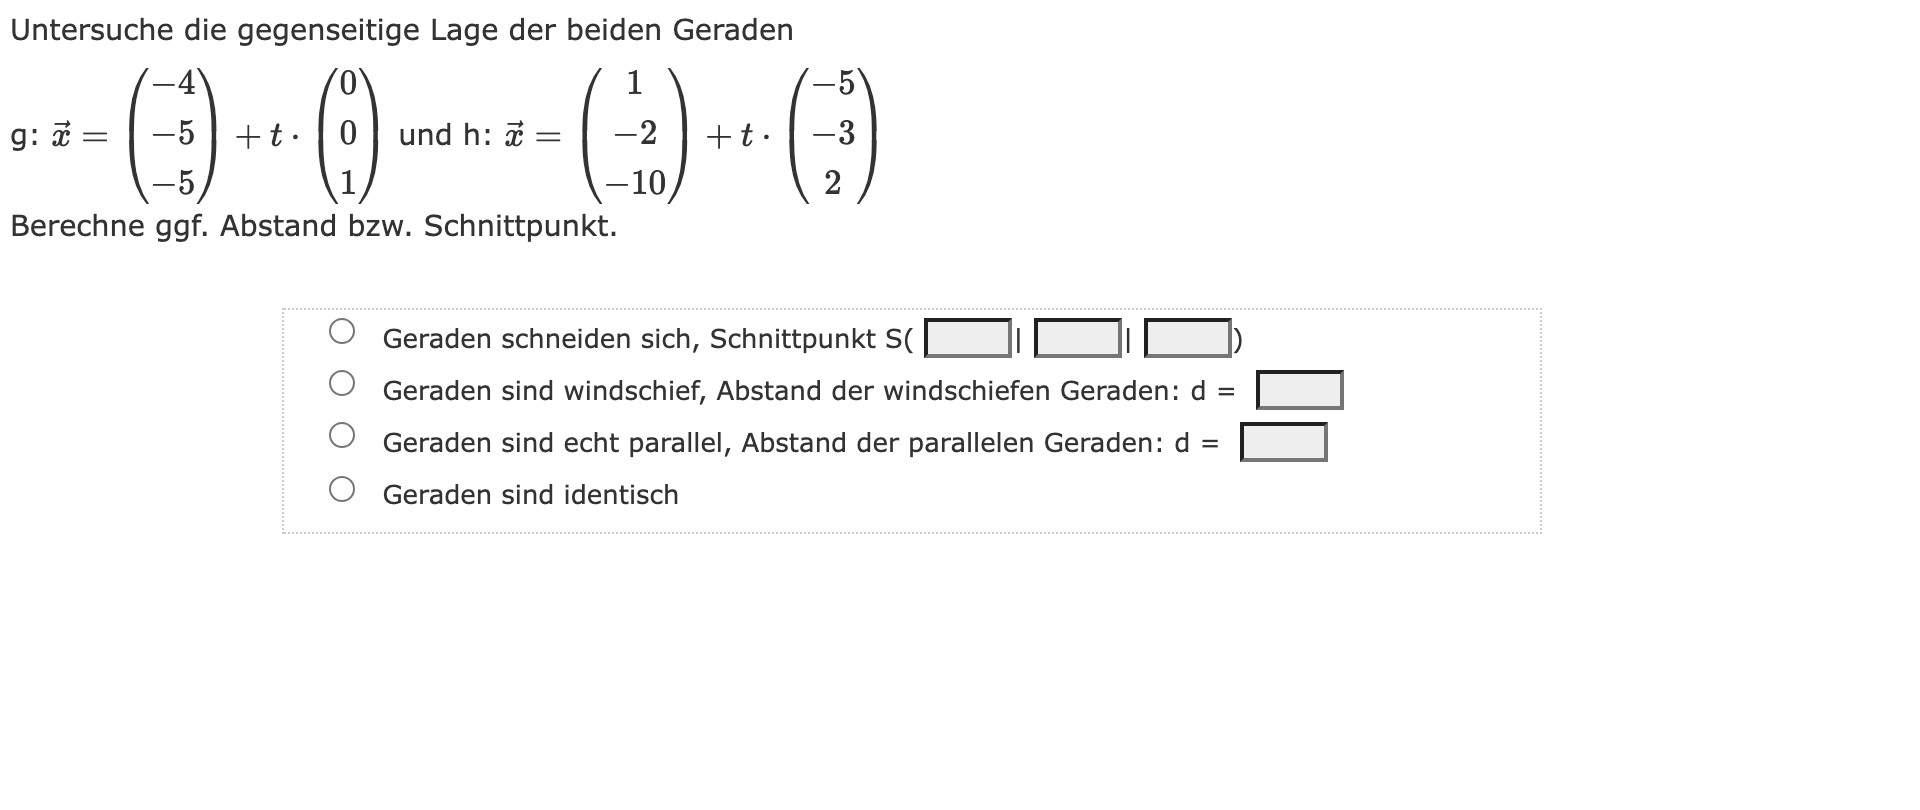 Untersuche die gegenseitige Lage der beiden Geraden
g: $\vec{x} = \begin{pmatrix} -4 \\ -5 \\ -5 \end{pmatrix} + t \cdot \begin{pmatrix} 0 \\ 0 \\ 1 \end{pmatrix}$ und h: $\vec{x} = \begin{pmatrix} 1 \\ -2 \\ -10 \end{pmatrix} + t \cdot \begin{pmatrix} -5 \\ -3 \\ 2 \end{pmatrix}$
Berechne ggf. Abstand bzw. Schnittpunkt.
Geraden schneiden sich, Schnittpunkt S( | | )
Geraden sind windschief, Abstand der windschiefen Geraden: d =
Geraden sind echt parallel, Abstand der parallelen Geraden: d =
Geraden sind identisch